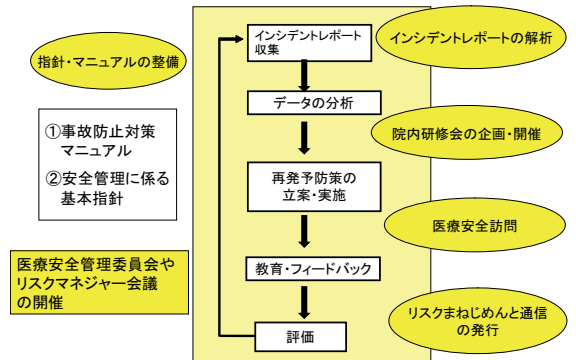 指針・マニュアルの整備
①事故防止対策
マニュアル
②安全管理に係る
基本指針
医療安全管理委員会や
リスクマネジャー会議
の開催
インシデントレポート
収集
データの分析
再発予防策の
立案・実施
教育・フィードバック
評価
インシデントレポートの解析
院内研修会の企画・開催
医療安全訪問
リスクまねじめんと通信
の発行